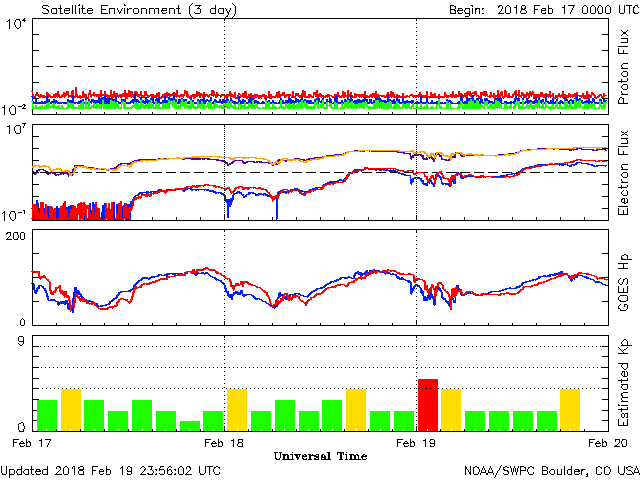 Satellite Environment (3 day)
Begin: 2018 Feb 17 0000 UTC
10^4
10^-2
Proton Flux
10^7
10^-1
Electron Flux
200
0
GOES Hp
9
0
Estimated Kp
Feb 17
Feb 18
Feb 19
Feb 20
Universal Time
Updated 2018 Feb 19 23:56:02 UTC
NOAA/SWPC Boulder, CO USA